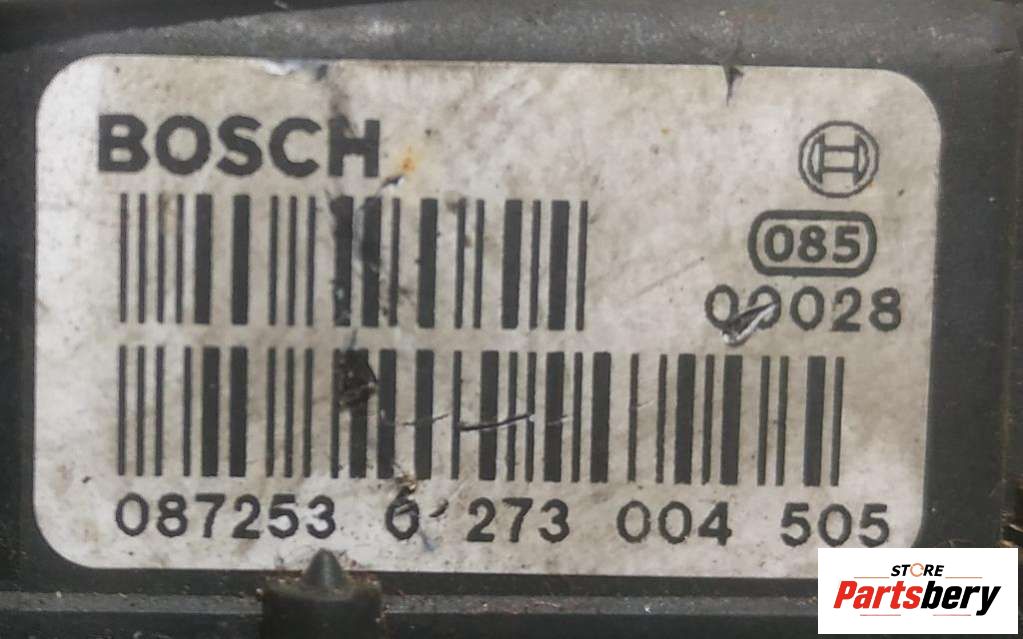 BOSCH
085
00028
087253 0 273 004 505
STORE
Partsbery